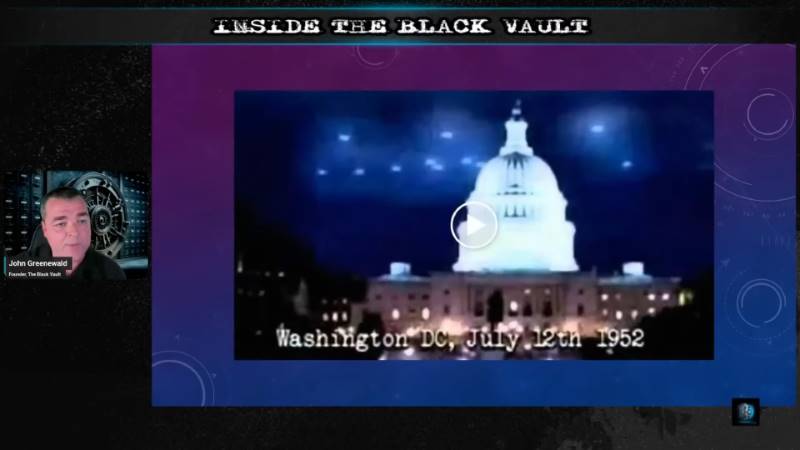 INSIDE THE BLACK VAULT
John Greenewald
Founder, The Black Vault
Washington DC, July 12th 1952